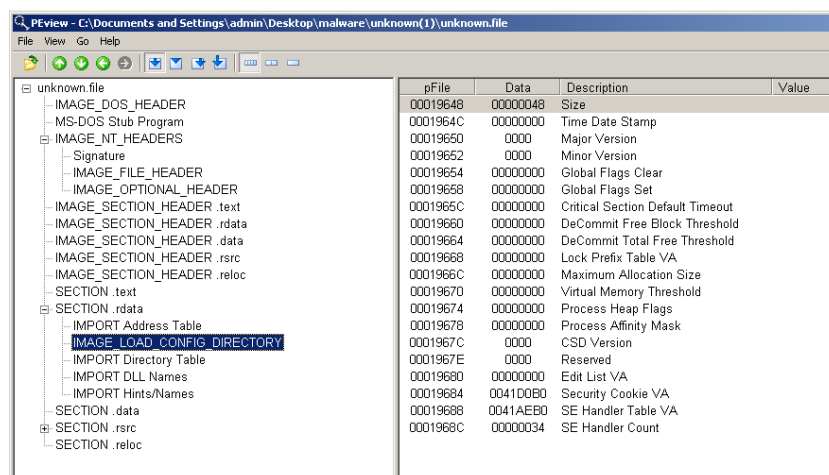 PEview - C:\Documents and Settings\admin\Desktop\malware\unknown(1)\unknown.file
File View Go Help
unknown.file
IMAGE_DOS_HEADER
MS-DOS Stub Program
IMAGE_NT_HEADERS
Signature
IMAGE_FILE_HEADER
IMAGE_OPTIONAL_HEADER
IMAGE_SECTION_HEADER .text
IMAGE_SECTION_HEADER .rdata
IMAGE_SECTION_HEADER .data
IMAGE_SECTION_HEADER .rsrc
IMAGE_SECTION_HEADER .reloc
SECTION .text
SECTION .rdata
IMPORT Address Table
IMAGE_LOAD_CONFIG_DIRECTORY
IMPORT Directory Table
IMPORT DLL Names
IMPORT Hints/Names
SECTION .data
SECTION .rsrc
SECTION .reloc
pFile Data Description Value
00019648 00000048 Size
0001964C 00000000 Time Date Stamp
00019650 0000 Major Version
00019652 0000 Minor Version
00019654 00000000 Global Flags Clear
00019658 00000000 Global Flags Set
0001965C 00000000 Critical Section Default Timeout
00019660 00000000 DeCommit Free Block Threshold
00019664 00000000 DeCommit Total Free Threshold
00019668 00000000 Lock Prefix Table VA
0001966C 00000000 Maximum Allocation Size
00019670 00000000 Virtual Memory Threshold
00019674 00000000 Process Heap Flags
00019678 00000000 Process Affinity Mask
0001967C 0000 CSD Version
0001967E 0000 Reserved
00019680 00000000 Edit List VA
00019684 0041D0B0 Security Cookie VA
00019688 0041AEB0 SE Handler Table VA
0001968C 00000034 SE Handler Count